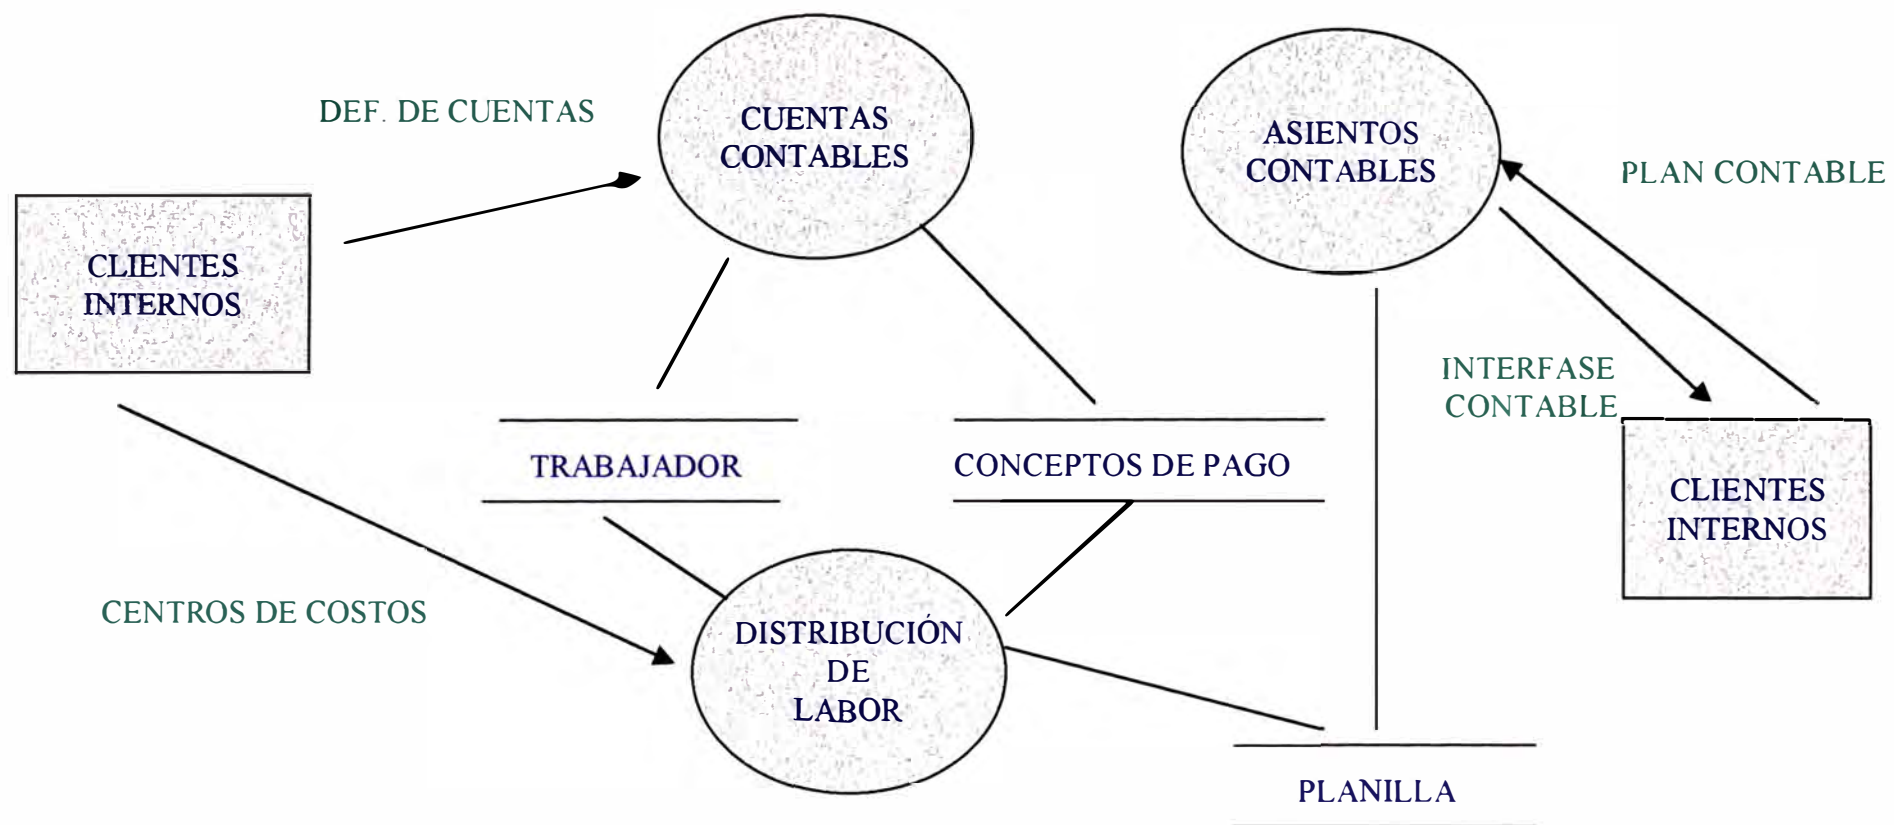 DEF. DE CUENTAS
CUENTAS
CONTABLES
ASIENTOS
CONTABLES
PLAN CONTABLE
CLIENTES
INTERNOS
INTERFASE
CONTABLE
TRABAJADOR
CONCEPTOS DE PAGO
CLIENTES
INTERNOS
CENTROS DE COSTOS
DISTRIBUCIÓN
DE
LABOR
PLANILLA